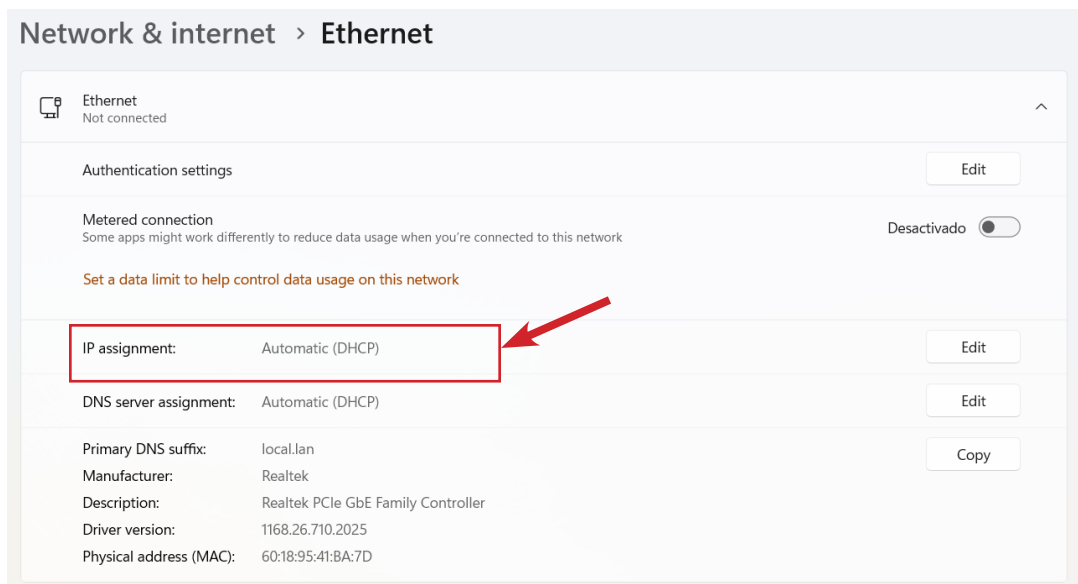 Network & internet > Ethernet
Ethernet
Not connected
Authentication settings Edit
Metered connection
Some apps might work differently to reduce data usage when you're connected to this network
Desactivado
Set a data limit to help control data usage on this network
IP assignment: Automatic (DHCP) Edit
DNS server assignment: Automatic (DHCP) Edit
Primary DNS suffix: local.lan Copy
Manufacturer: Realtek
Description: Realtek PCIe GbE Family Controller
Driver version: 1168.26.710.2025
Physical address (MAC): 60:18:95:41:BA:7D